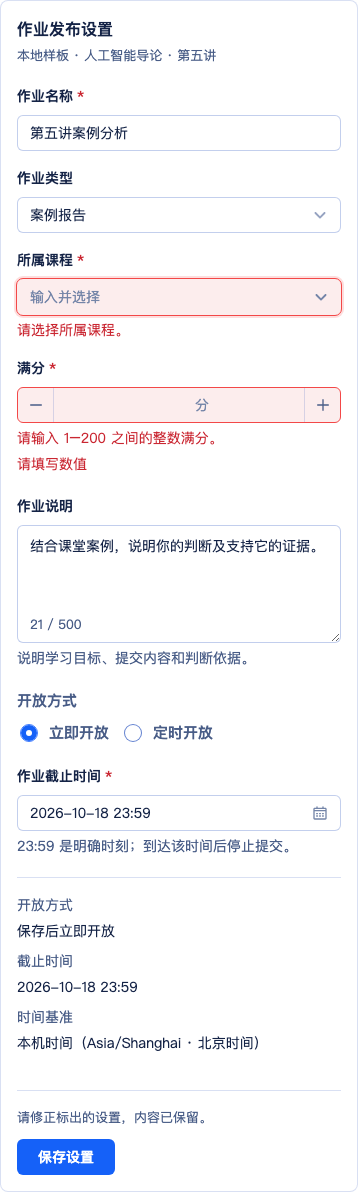 作业发布设置
本地样板 · 人工智能导论 · 第五讲
作业名称 *
第五讲案例分析
作业类型
案例报告
所属课程 *
输入并选择
请选择所属课程。
满分 *
− 分 +
请输入 1–200 之间的整数满分。
请填写数值
作业说明
结合课堂案例，说明你的判断及支持它的证据。
21 / 500
说明学习目标、提交内容和判断依据。
开放方式
立即开放 定时开放
作业截止时间 *
2026-10-18 23:59
23:59 是明确时刻；到达该时间后停止提交。
开放方式
保存后立即开放
截止时间
2026-10-18 23:59
时间基准
本机时间（Asia/Shanghai · 北京时间）
请修正标出的设置，内容已保留。
保存设置